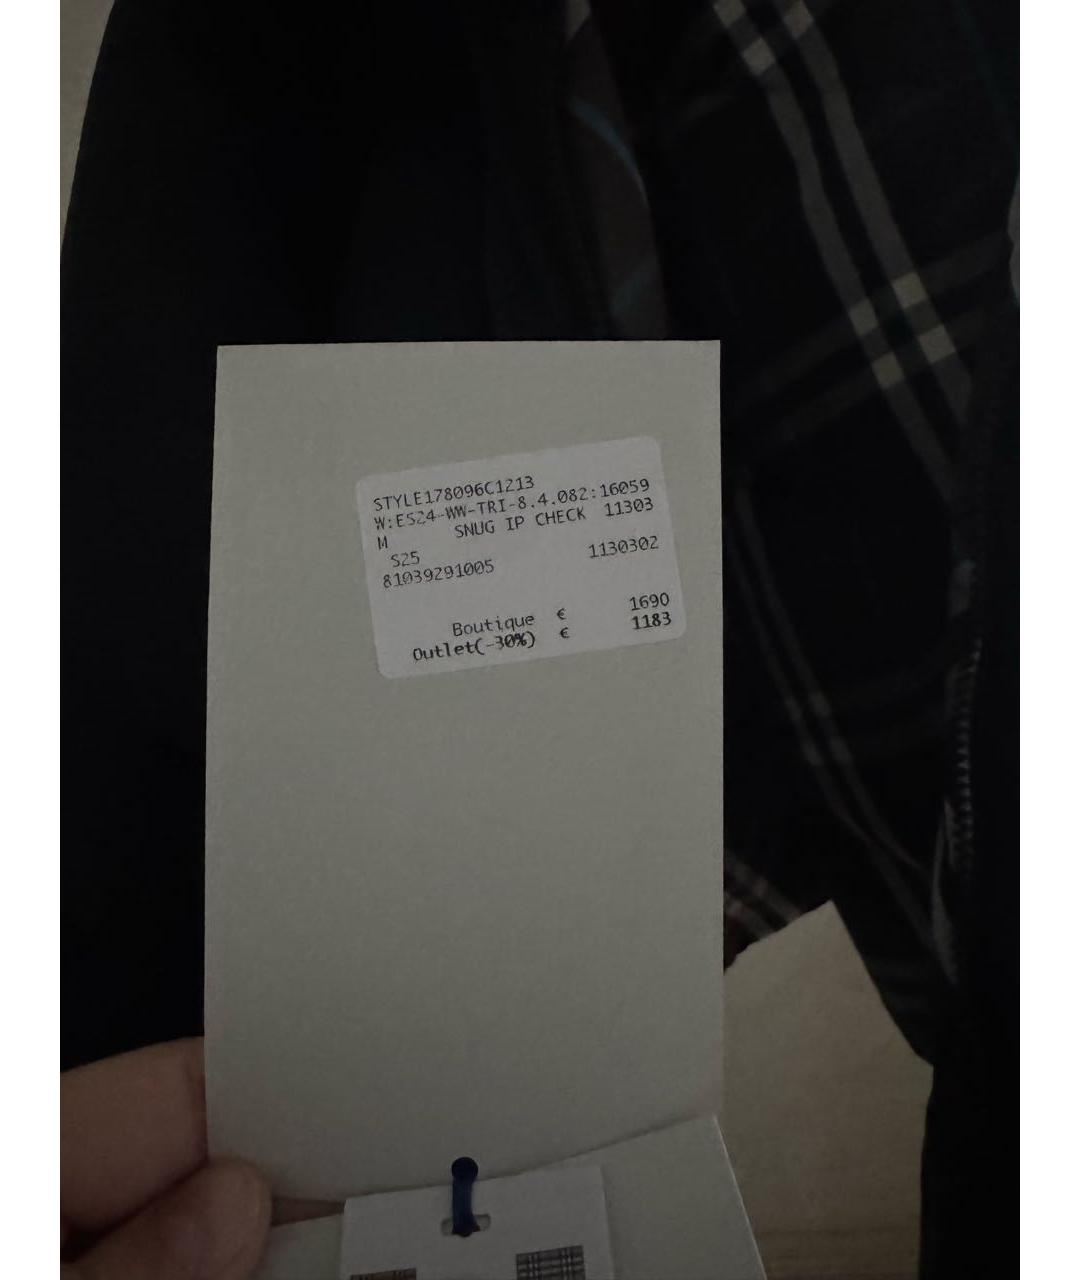 STYLE178096C1213
W:ES24-WW-TRI-8.4.082:16059
M SNUG IP CHECK 11303
S25
81039291005 1130302
Boutique € 1690
Outlet(-30%) € 1183